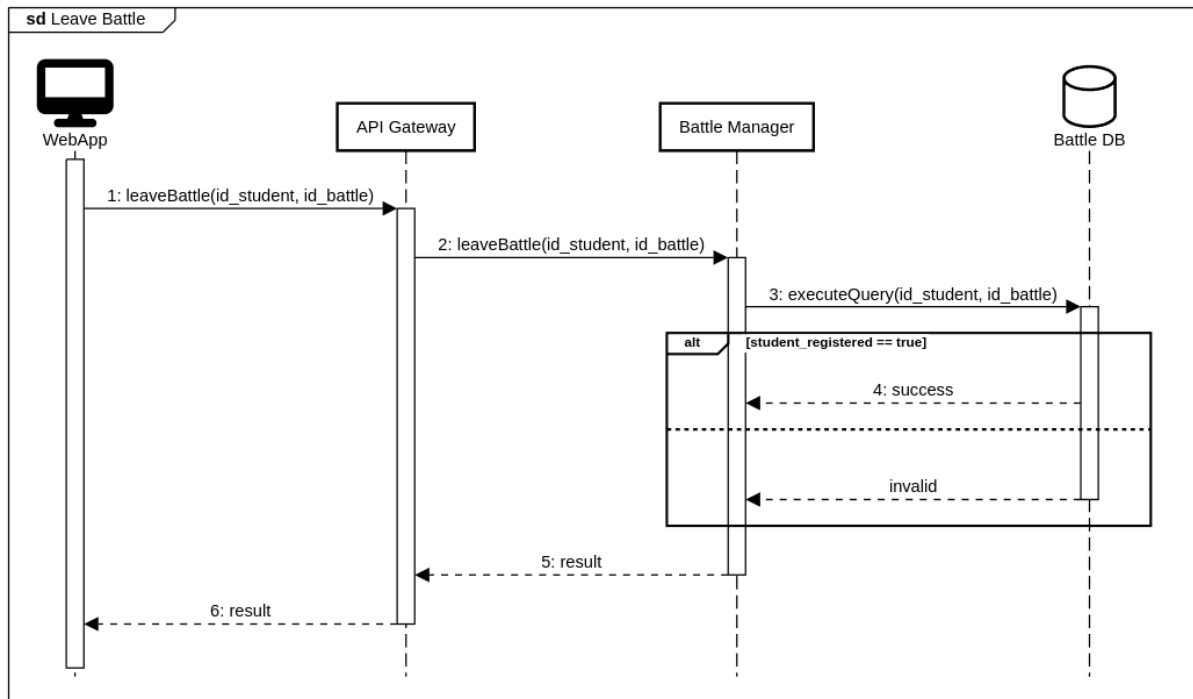 sd Leave Battle
WebApp
API Gateway
Battle Manager
Battle DB
1: leaveBattle(id_student, id_battle)
2: leaveBattle(id_student, id_battle)
3: executeQuery(id_student, id_battle)
alt
[student_registered == true]
4: success
invalid
5: result
6: result